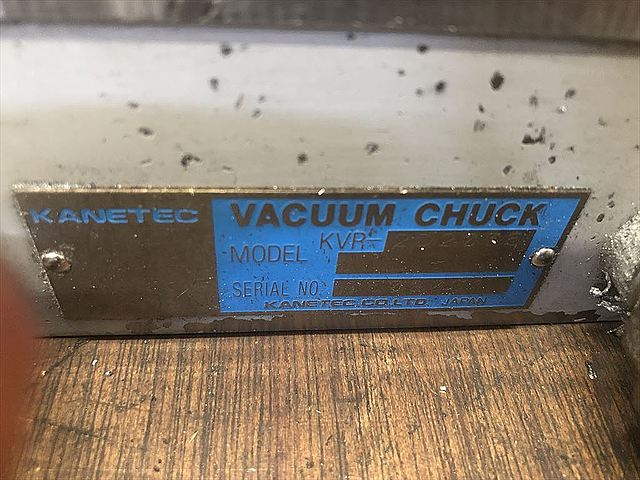 KANETEC
VACUUM CHUCK
MODEL KVR-
SERIAL NO.
KANETEC CO.,LTD. JAPAN